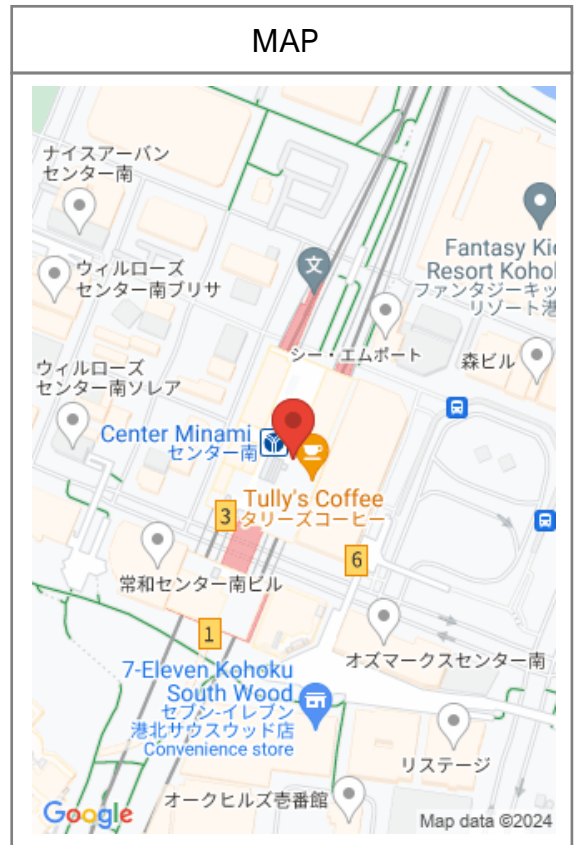 MAP
ナイスアーバン
センター南
Fantasy Kid
Resort Kohol
ファンタジーキッ
リゾート港
ウィルローズ
センター南ブリサ
文
シー・エムポート
森ビル
ウィルローズ
センター南ソレア
Center Minami
センター南
Tully's Coffee
タリーズコーヒー
3
6
常和センター南ビル
1
オズマークスセンター南
7-Eleven Kohoku
South Wood
セブン-イレブン
港北サウスウッド店
Convenience store
リステージ
オークヒルズ壱番館
Google
Map data ©2024